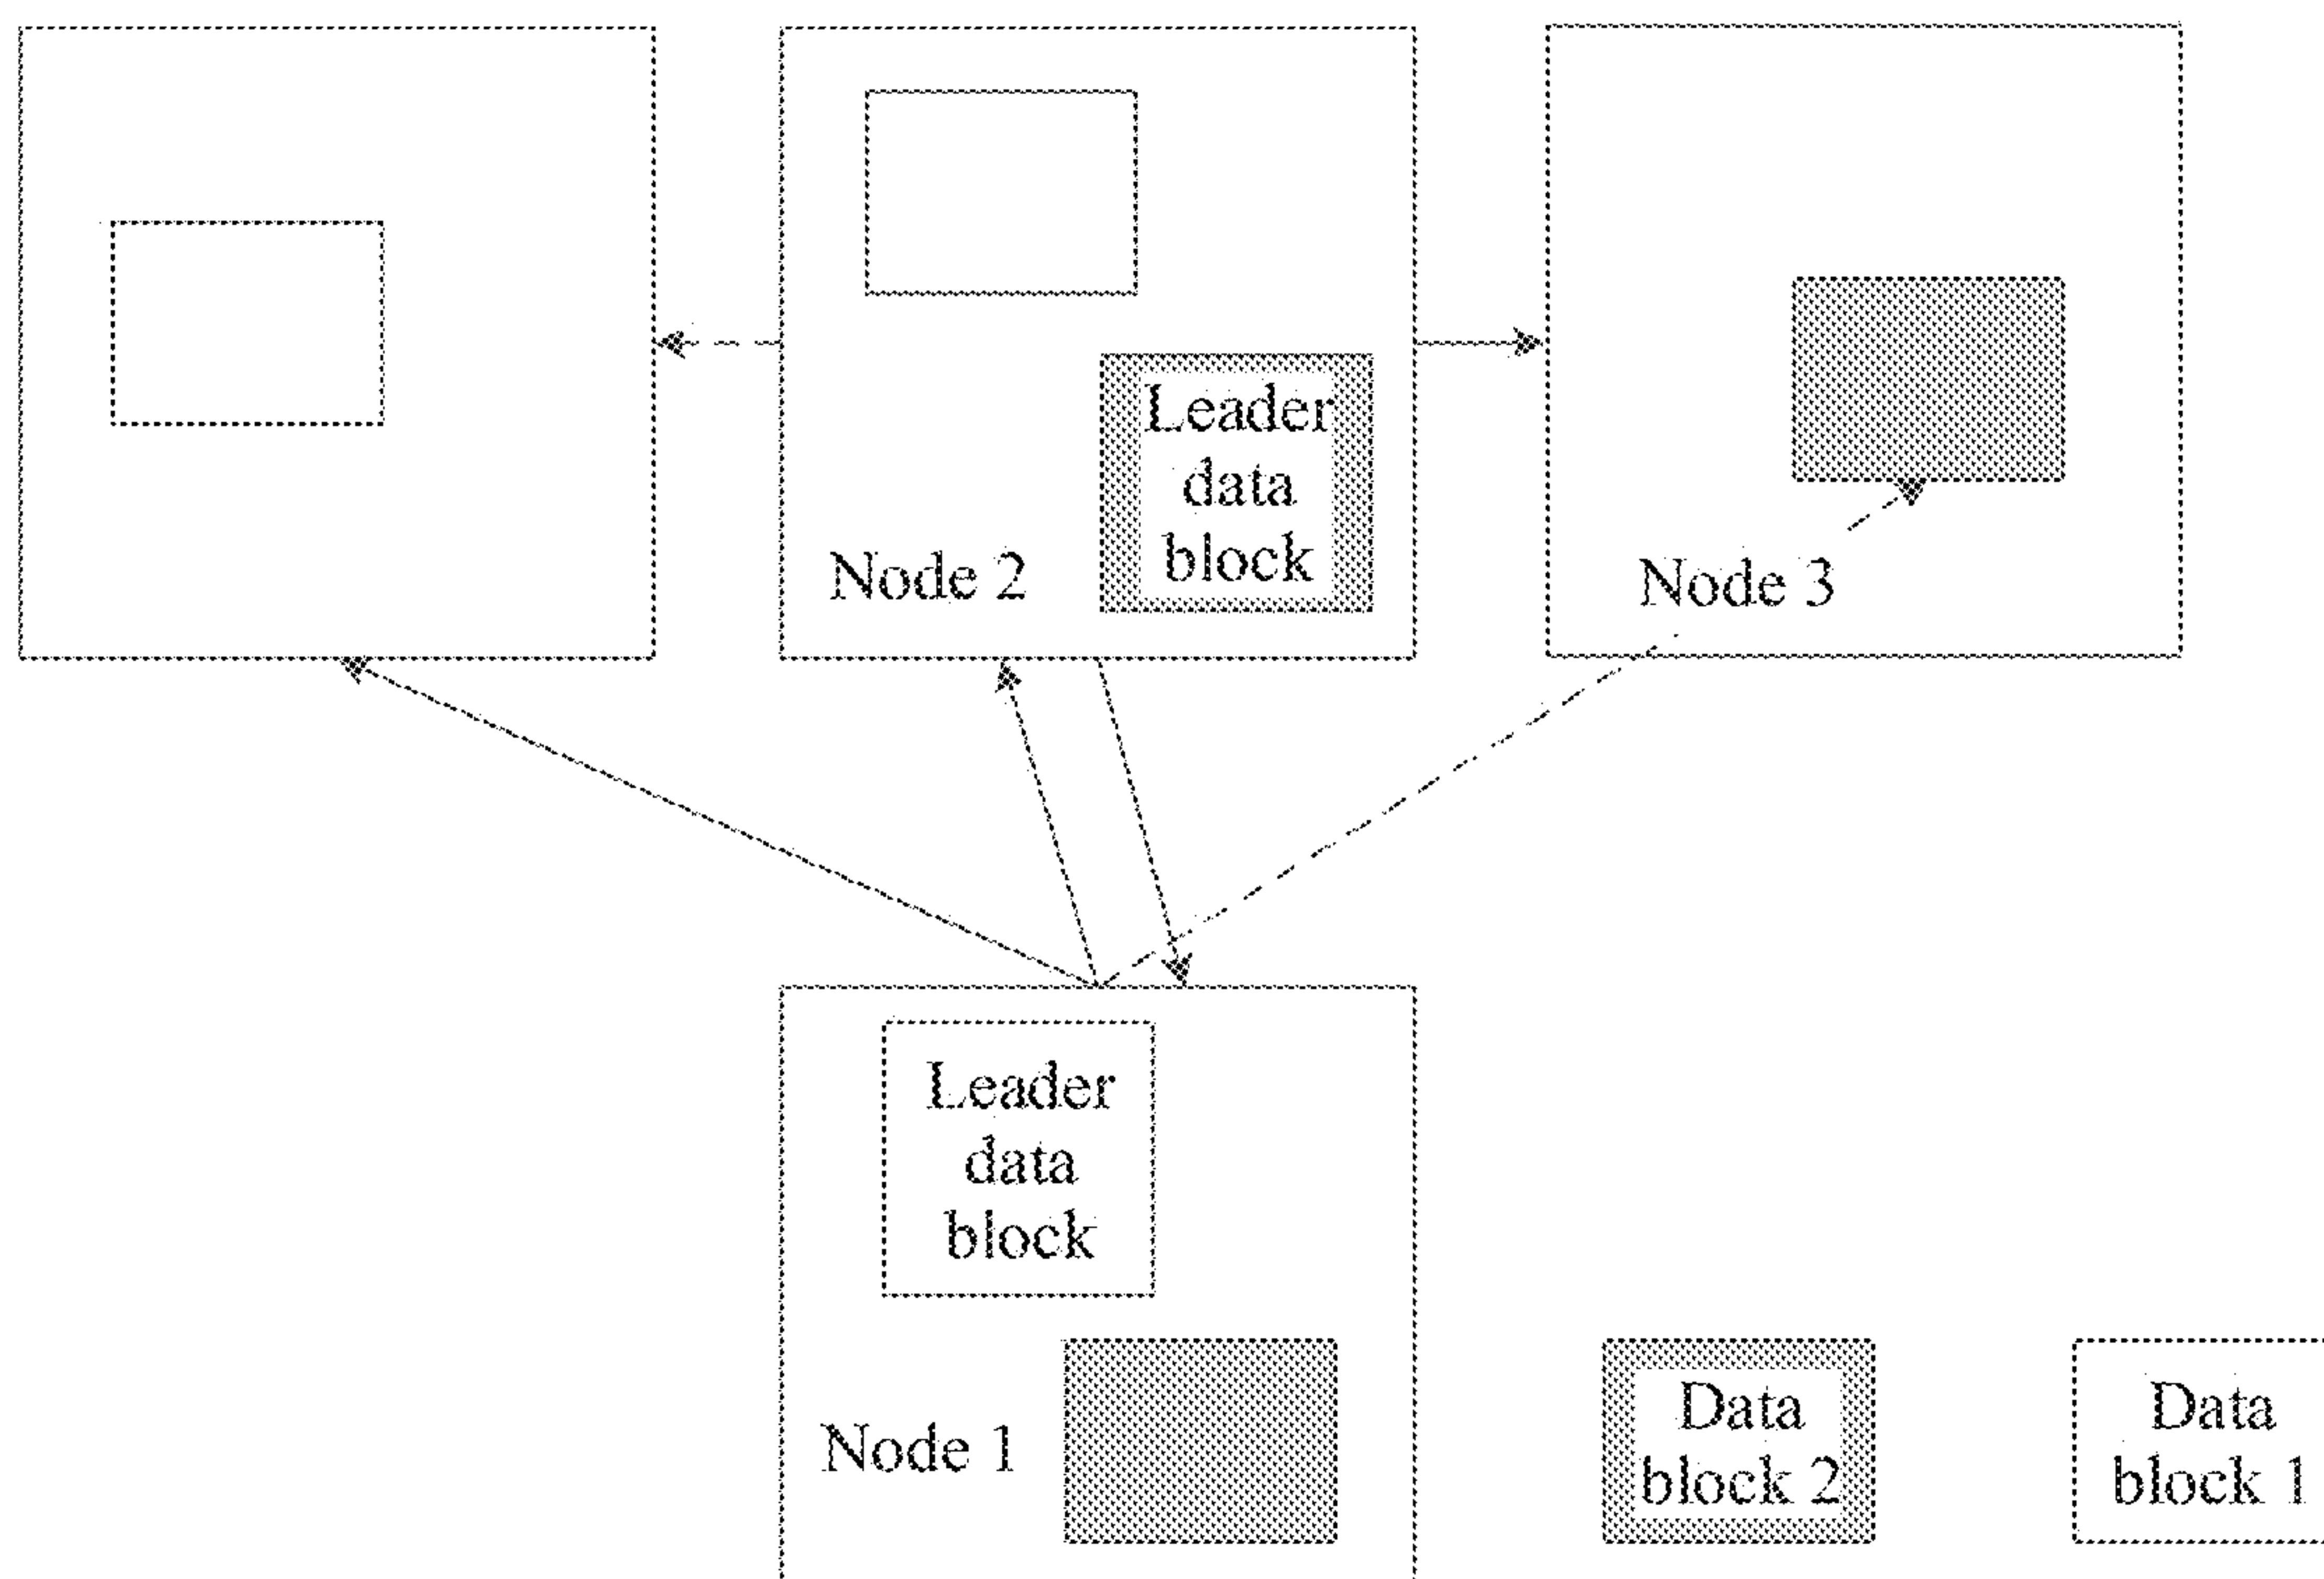 Leader
data
block
Node 2
Node 3
Leader
data
block
Node 1
Data
block 2
Data
block 1